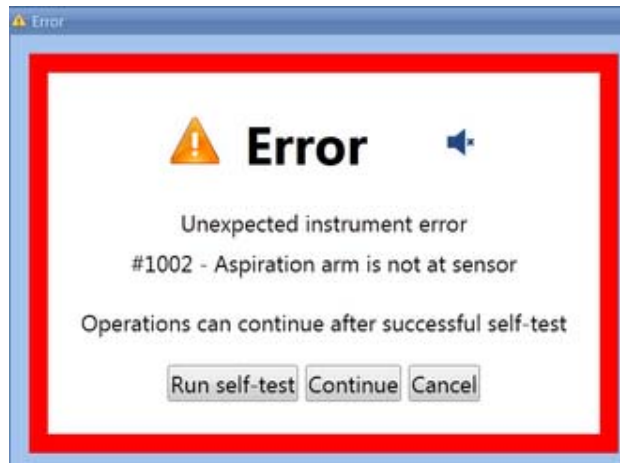 Error
Error
Unexpected instrument error
#1002 - Aspiration arm is not at sensor
Operations can continue after successful self-test
Run self-test Continue Cancel